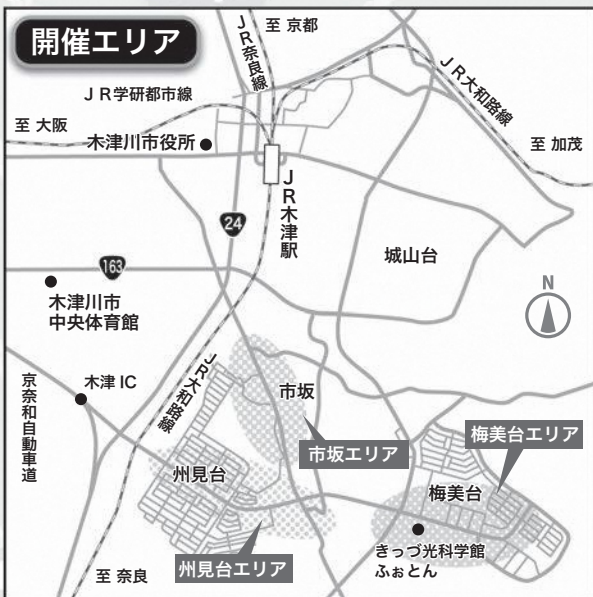 開催エリア
至 京都
JR奈良線
JR大和路線
JR学研都市線
至 大阪
木津川市役所
至 加茂
JR木津駅
24
城山台
163
木津川市
中央体育館
N
京奈和自動車道
木津 IC
JR大和路線
市坂
市坂エリア
梅美台エリア
州見台
梅美台
きっづ光科学館
ふぉとん
州見台エリア
至 奈良